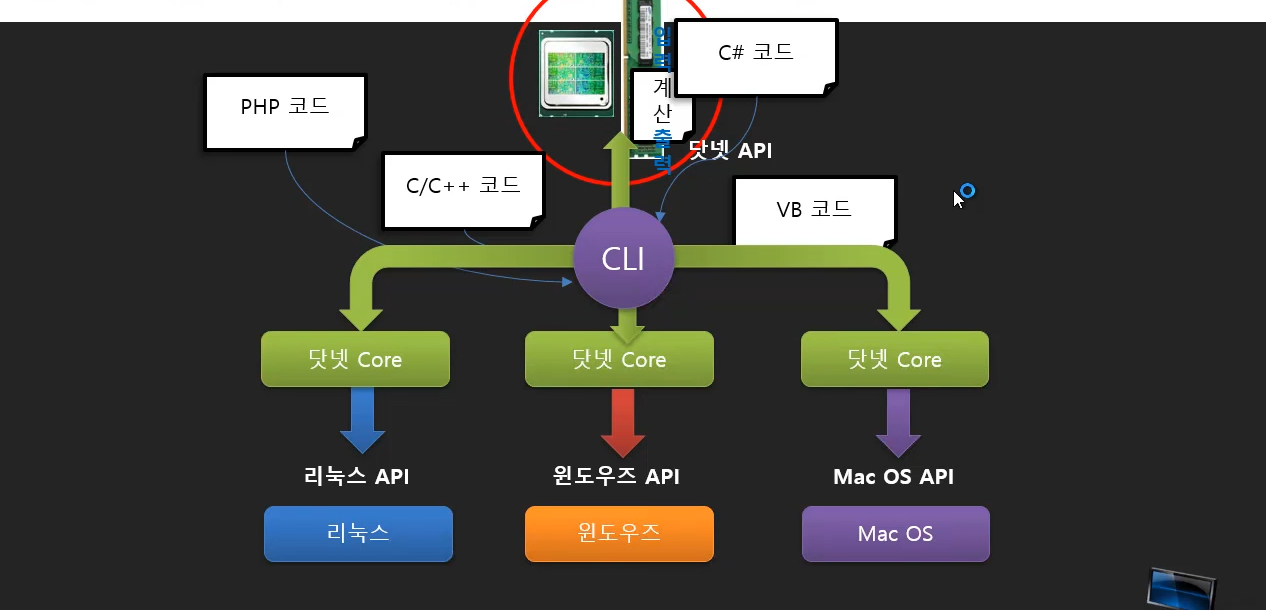 입
력
계
산
출
력
C# 코드
PHP 코드
닷넷 API
C/C++ 코드
VB 코드
CLI
닷넷 Core
닷넷 Core
닷넷 Core
리눅스 API
윈도우즈 API
Mac OS API
리눅스
윈도우즈
Mac OS